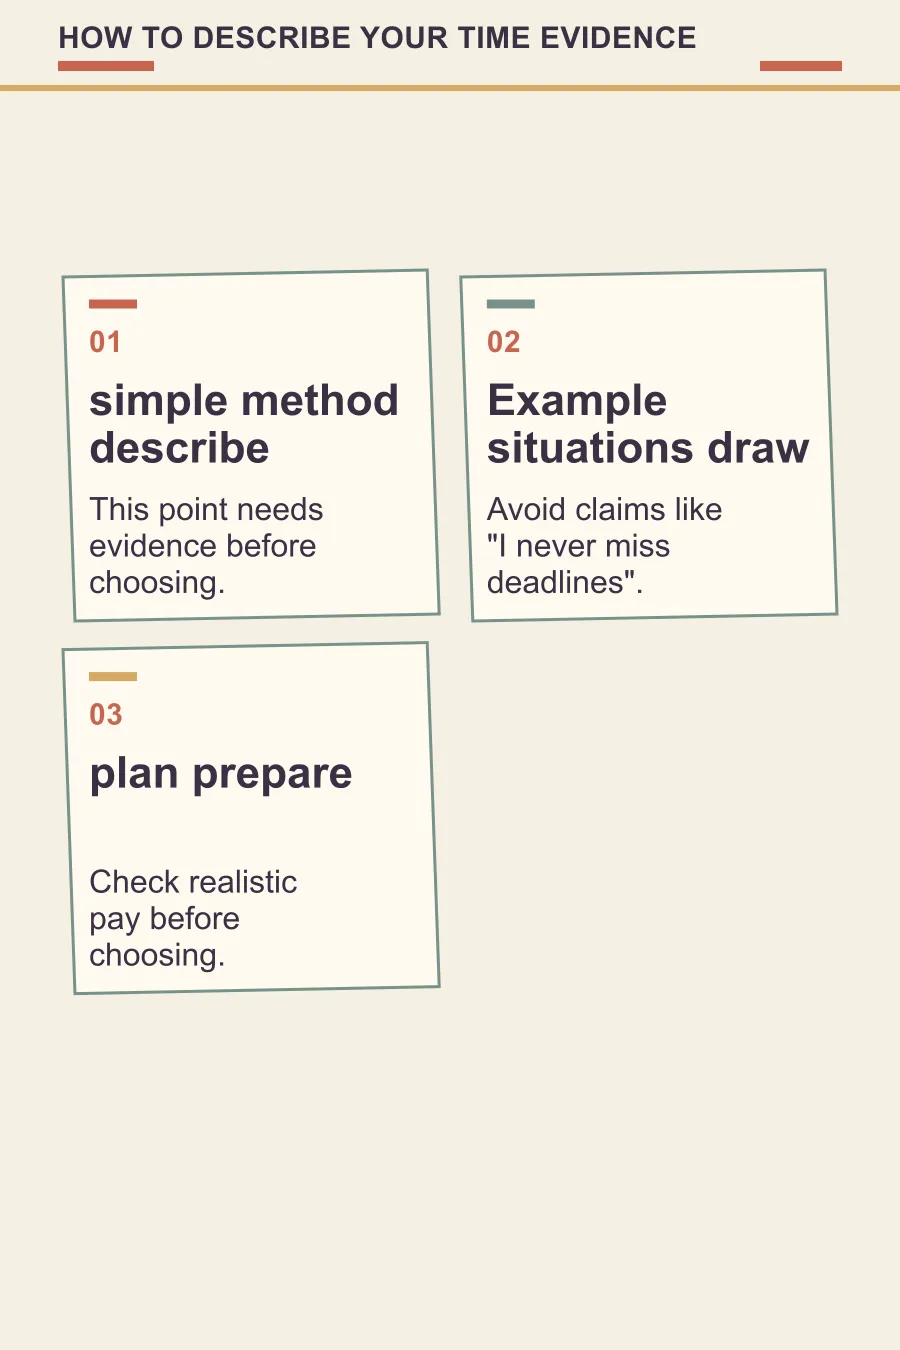 HOW TO DESCRIBE YOUR TIME EVIDENCE
01
simple method
describe
This point needs
evidence before
choosing.
02
Example
situations draw
Avoid claims like
"I never miss
deadlines".
03
plan prepare
Check realistic
pay before
choosing.